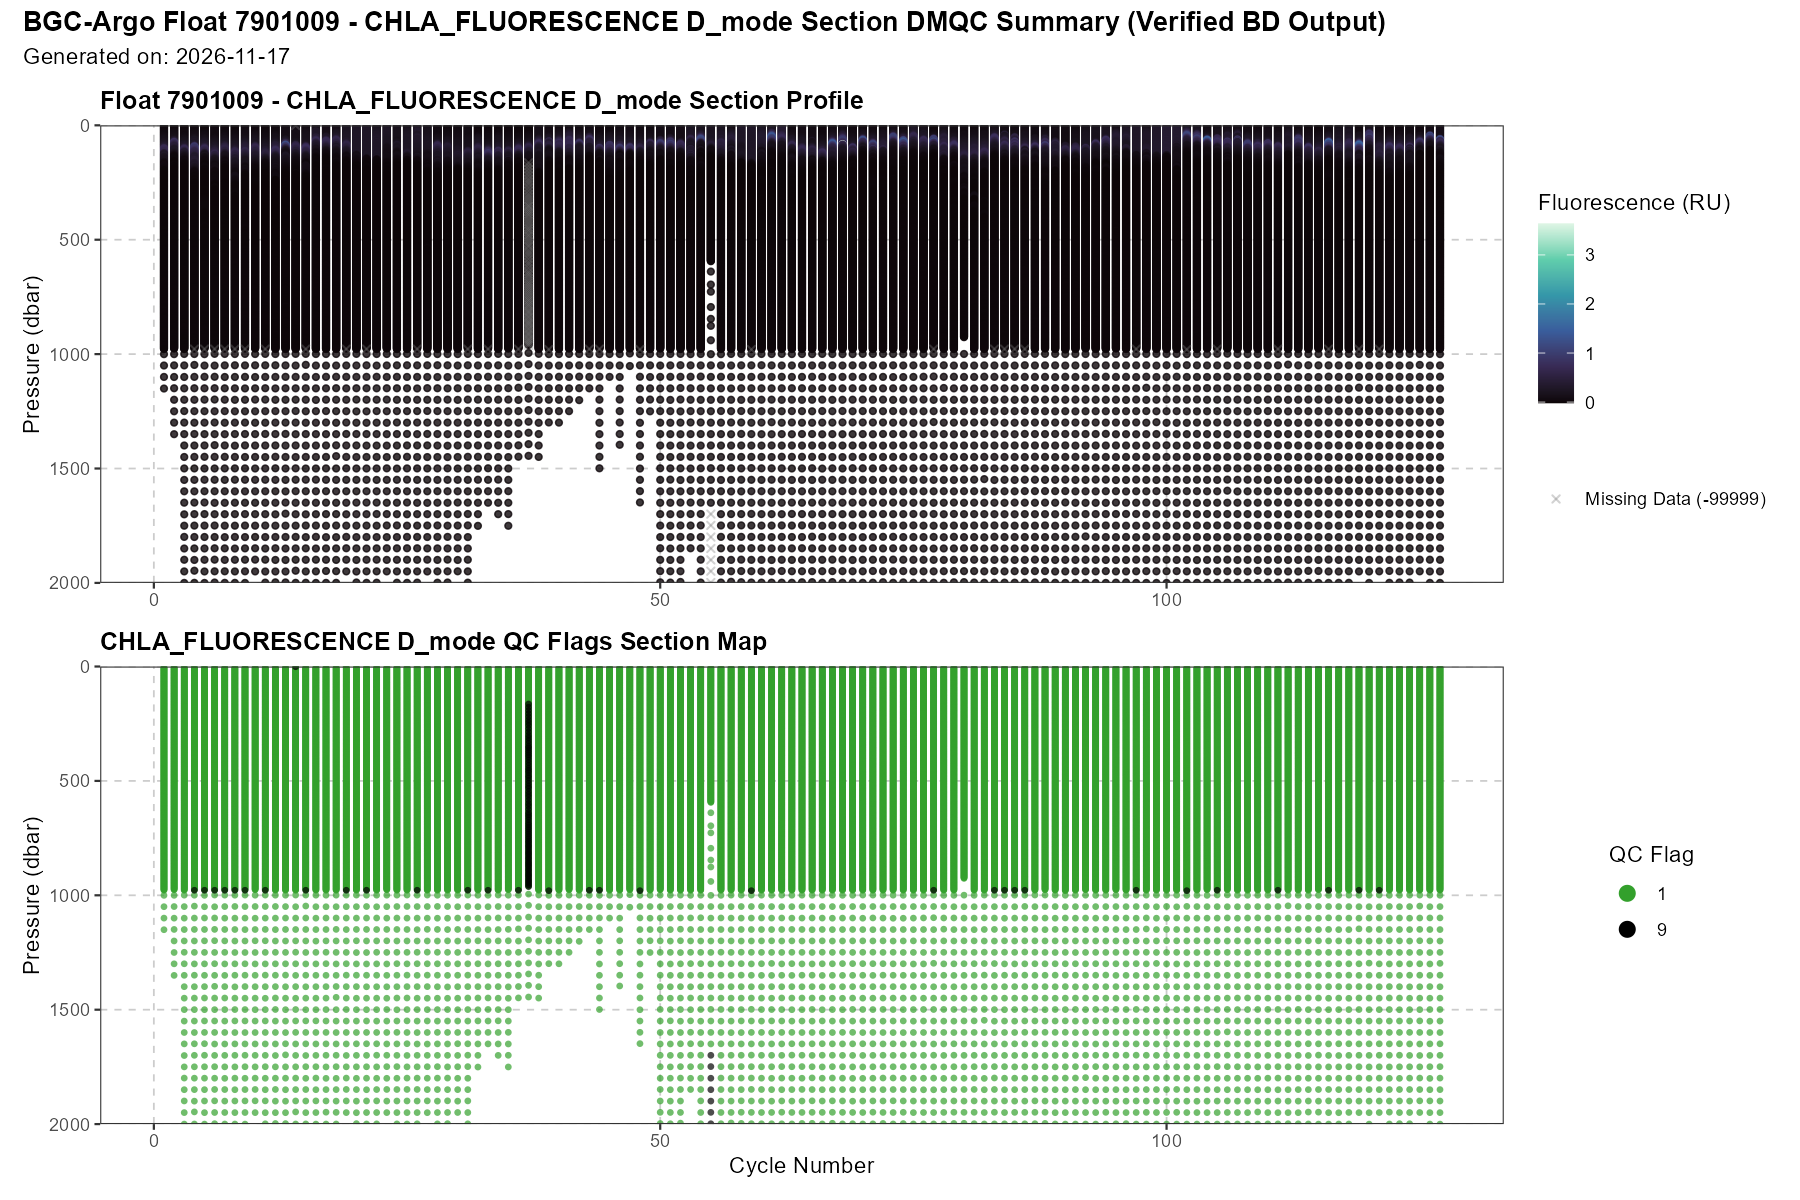 BGC-Argo Float 7901009 - CHLA_FLUORESCENCE D_mode Section DMQC Summary (Verified BD Output)
Generated on: 2026-11-17
Float 7901009 - CHLA_FLUORESCENCE D_mode Section Profile
Pressure (dbar)
0
500
1000
1500
2000
0
50
100
Fluorescence (RU)
3
2
1
0
Missing Data (-99999)
CHLA_FLUORESCENCE D_mode QC Flags Section Map
Pressure (dbar)
0
500
1000
1500
2000
0
50
100
Cycle Number
QC Flag
1
9